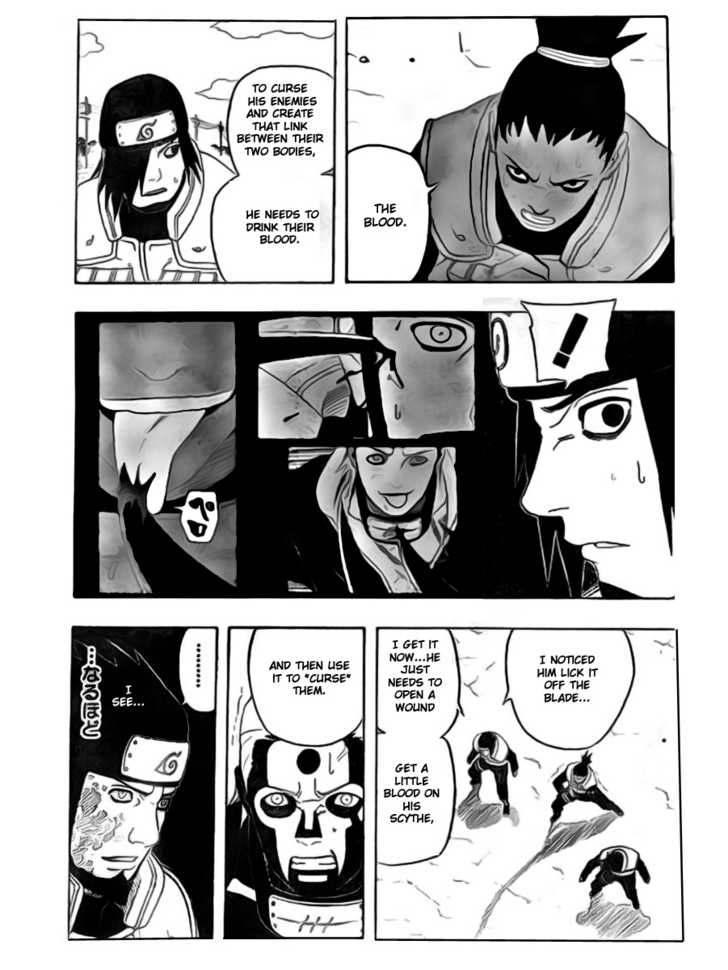 THE
BLOOD.
TO CURSE
HIS ENEMIES
AND CREATE
THAT LINK
BETWEEN THEIR
TWO BODIES,
HE NEEDS TO
DRINK THEIR
BLOOD.
!
I NOTICED
HIM LICK IT
OFF THE
BLADE...
I GET IT
NOW...HE
JUST
NEEDS TO
OPEN A
WOUND
GET A
LITTLE
BLOOD ON
HIS
SCYTHE,
AND THEN USE
IT TO "CURSE"
THEM.
.........
I
SEE...
…なるほど